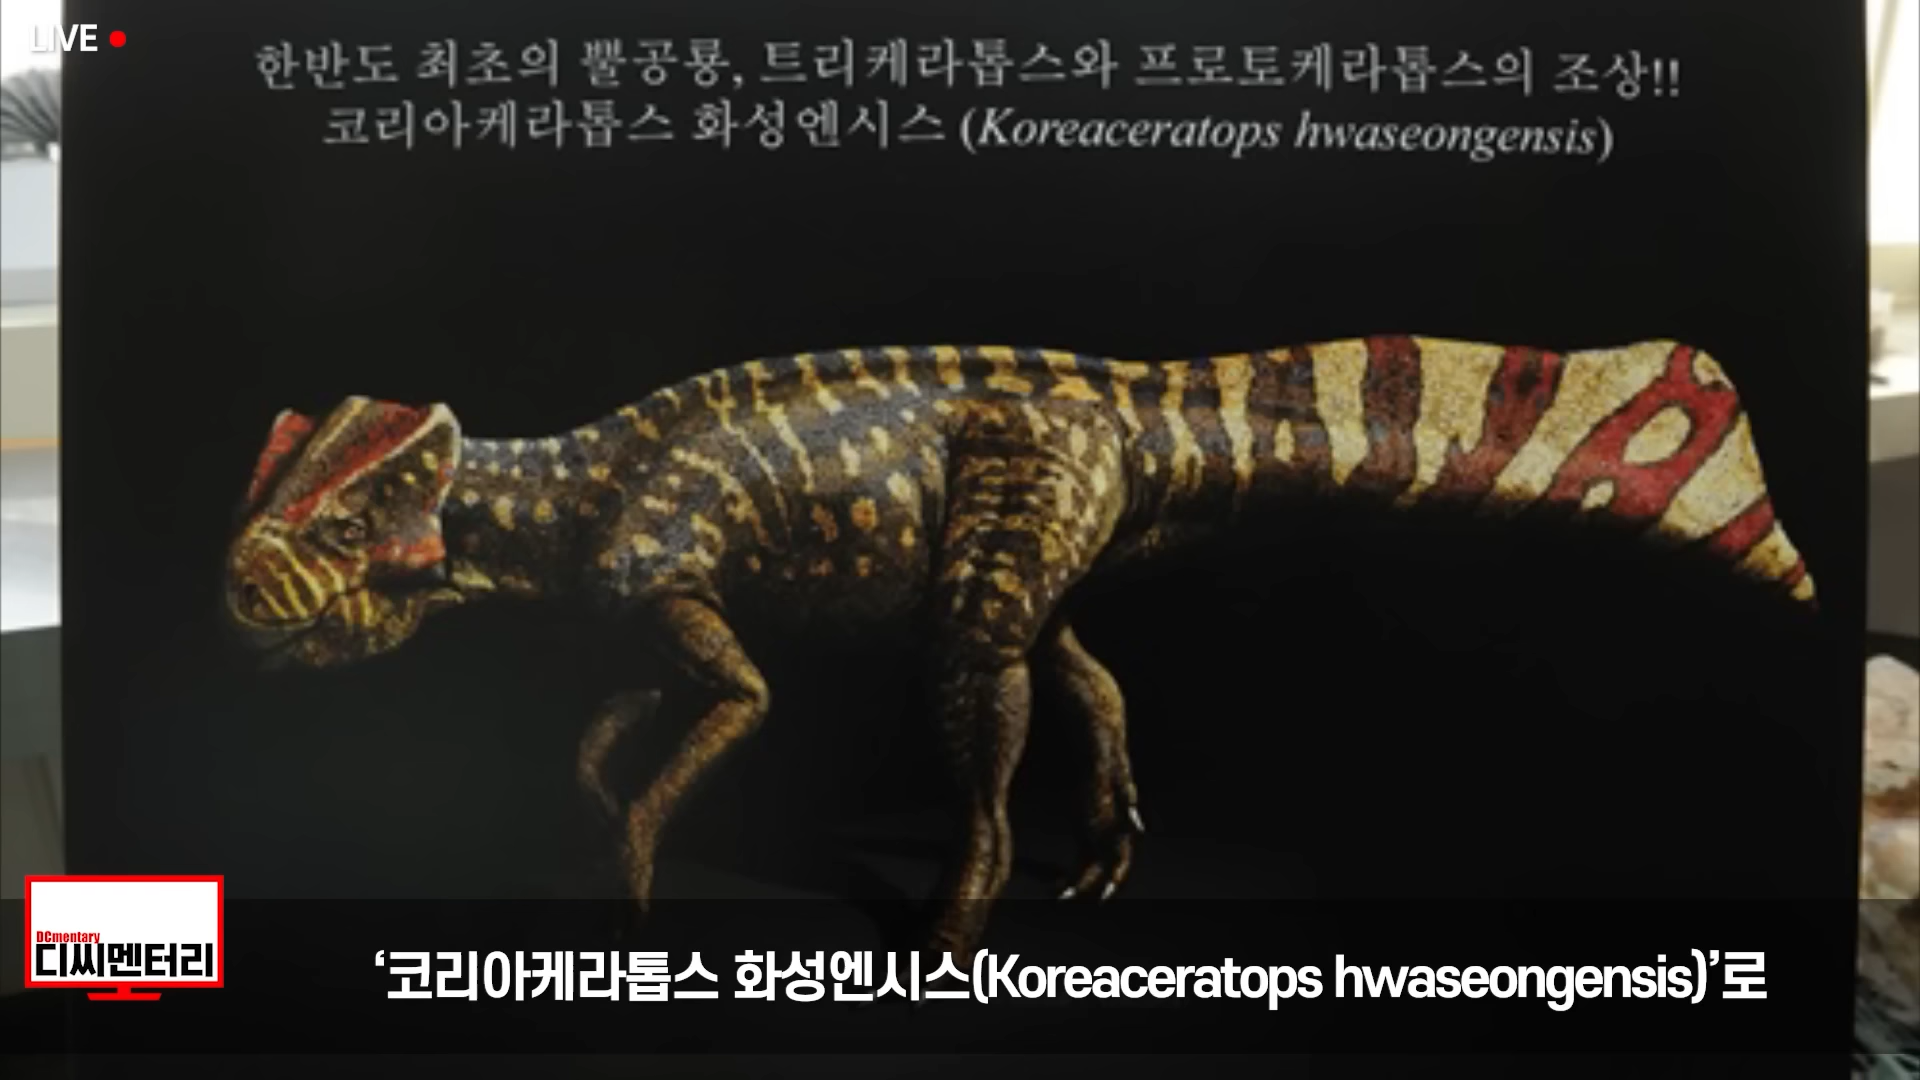 LIVE
한반도 최초의 뿔공룡, 트리케라톱스와 프로토케라톱스의 조상!!
코리아케라톱스 화성엔시스 (Koreaceratops hwaseongensis)
DCmentary
디씨멘터리
‘코리아케라톱스 화성엔시스(Koreaceratops hwaseongensis)’로